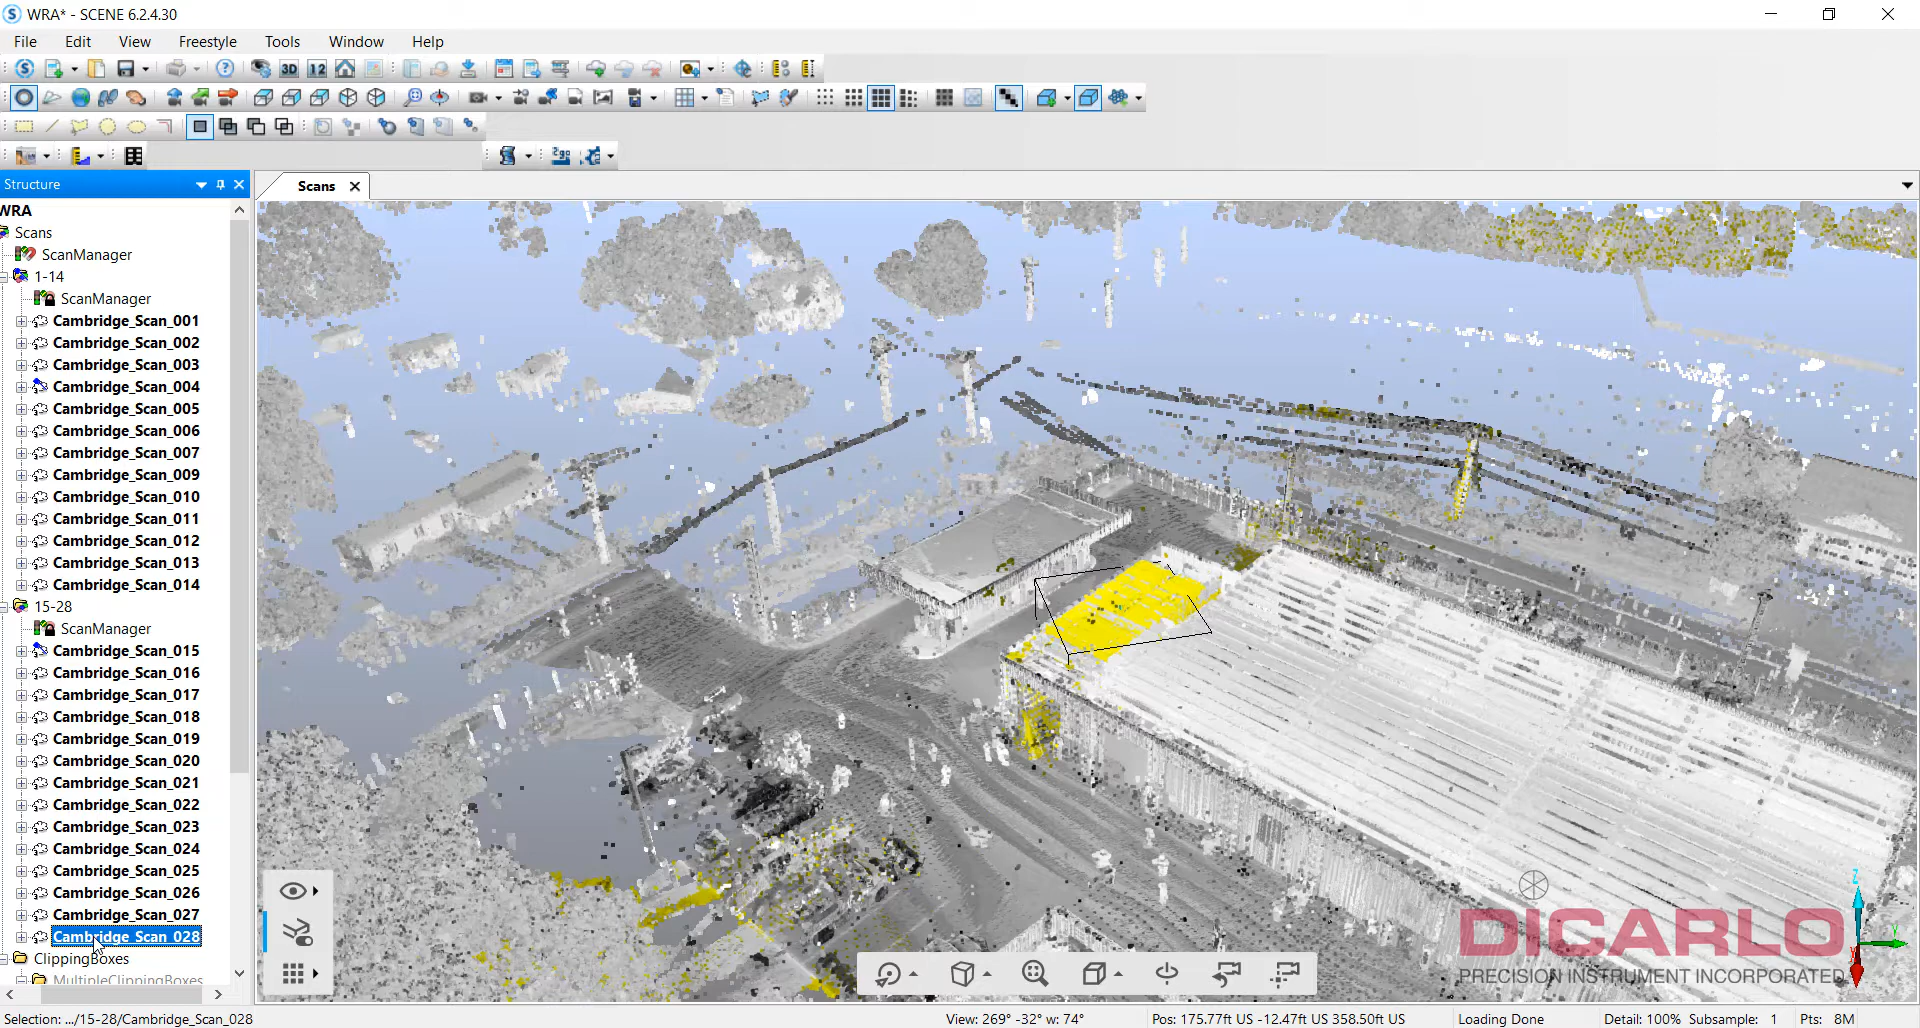 WRA* - SCENE 6.2.4.30
File Edit View Freestyle Tools Window Help
3D 12
2go
Structure
Scans
WRA
Scans
ScanManager
1-14
ScanManager
Cambridge_Scan_001
Cambridge_Scan_002
Cambridge_Scan_003
Cambridge_Scan_004
Cambridge_Scan_005
Cambridge_Scan_006
Cambridge_Scan_007
Cambridge_Scan_009
Cambridge_Scan_010
Cambridge_Scan_011
Cambridge_Scan_012
Cambridge_Scan_013
Cambridge_Scan_014
15-28
ScanManager
Cambridge_Scan_015
Cambridge_Scan_016
Cambridge_Scan_017
Cambridge_Scan_018
Cambridge_Scan_019
Cambridge_Scan_020
Cambridge_Scan_021
Cambridge_Scan_022
Cambridge_Scan_023
Cambridge_Scan_024
Cambridge_Scan_025
Cambridge_Scan_026
Cambridge_Scan_027
Cambridge_Scan_028
ClippingBoxes
MultipleClippingBoxes
Z
Y
DICARLO
PRECISION INSTRUMENT INCORPORATED
Selection: .../15-28/Cambridge_Scan_028 View: 269° -32° w: 74° Pos: 175.77ft US -12.47ft US 358.50ft US Loading Done Detail: 100% Subsample: 1 Pts: 8M